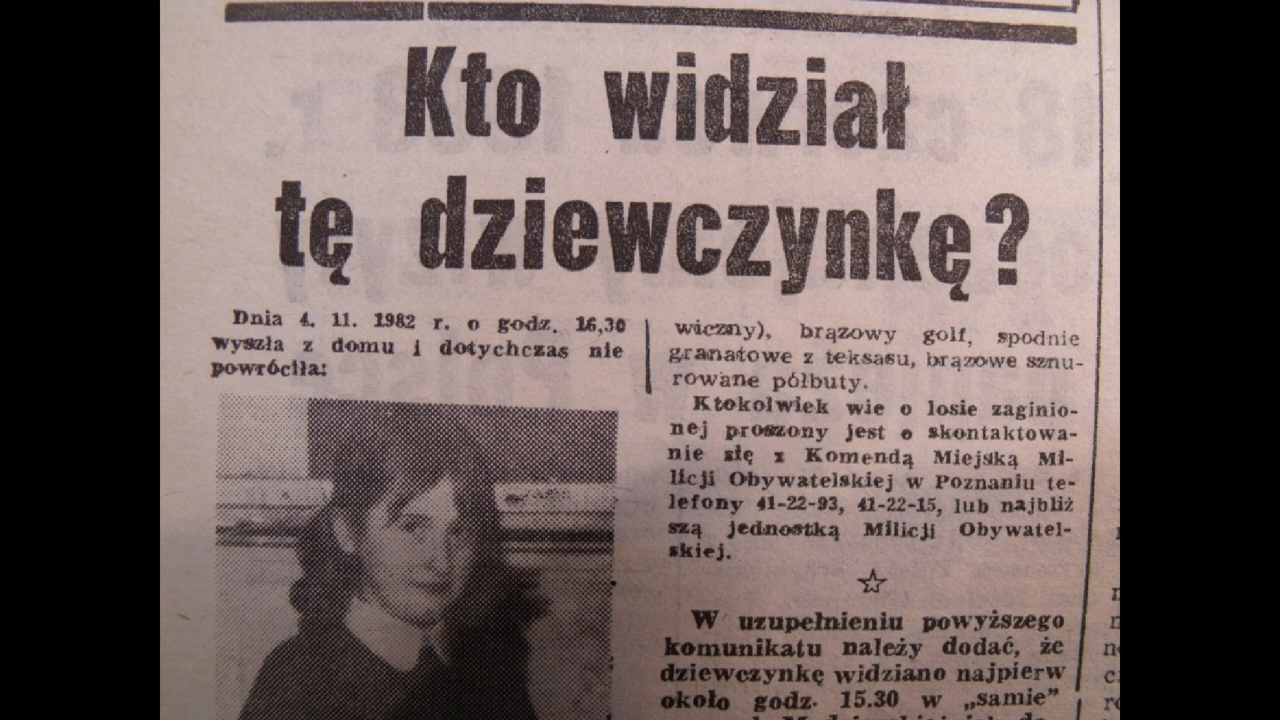 Kto widział
tę dziewczynkę?
Dnia 4. 11. 1982 r. o godz. 16,30
wyszła z domu i dotychczas nie
powróciła:
wiczny), brązowy golf, spodnie
granatowe z teksasu, brązowe sznu-
rowane półbuty.
Ktokolwiek wie o losie zaginio-
nej proszony jest o skontaktowa-
nie się z Komendą Miejską Mi-
licji Obywatelskiej w Poznaniu te-
lefony 41-22-93, 41-22-15, lub najbliż
szą jednostką Milicji Obywatel-
skiej.
W uzupełnieniu powyższego
komunikatu należy dodać, że
dziewczynkę widziano najpierw
około godz. 15.30 w „samie”